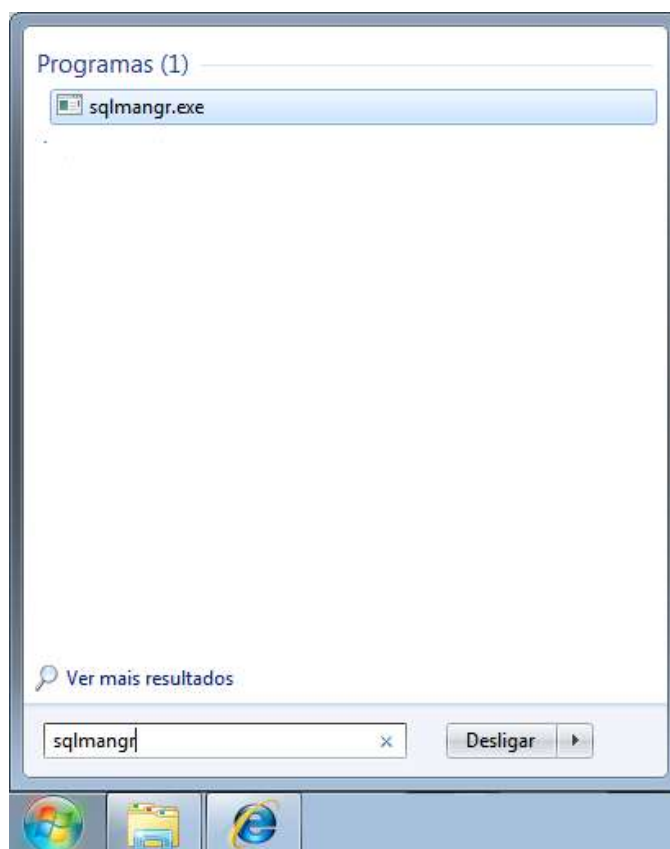 Programas (1)
sqlmangr.exe
Ver mais resultados
sqlmangr
Desligar